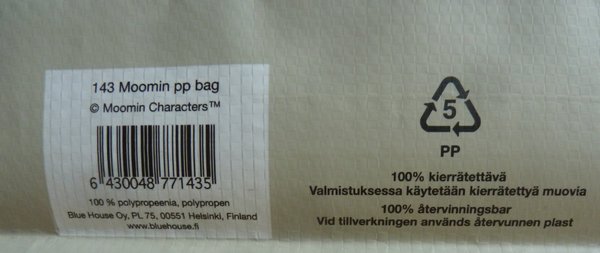 143 Moomin pp bag
© Moomin Characters™
6 430048 771435
100 % polypropeenia, polypropen
Blue House Oy, PL 75, 00551 Helsinki, Finland
www.bluehouse.fi
5
PP
100% kierrätettävä
Valmistuksessa käytetään kierrätettyä muovia
100% återvinningsbar
Vid tillverkningen används återvunnen plast